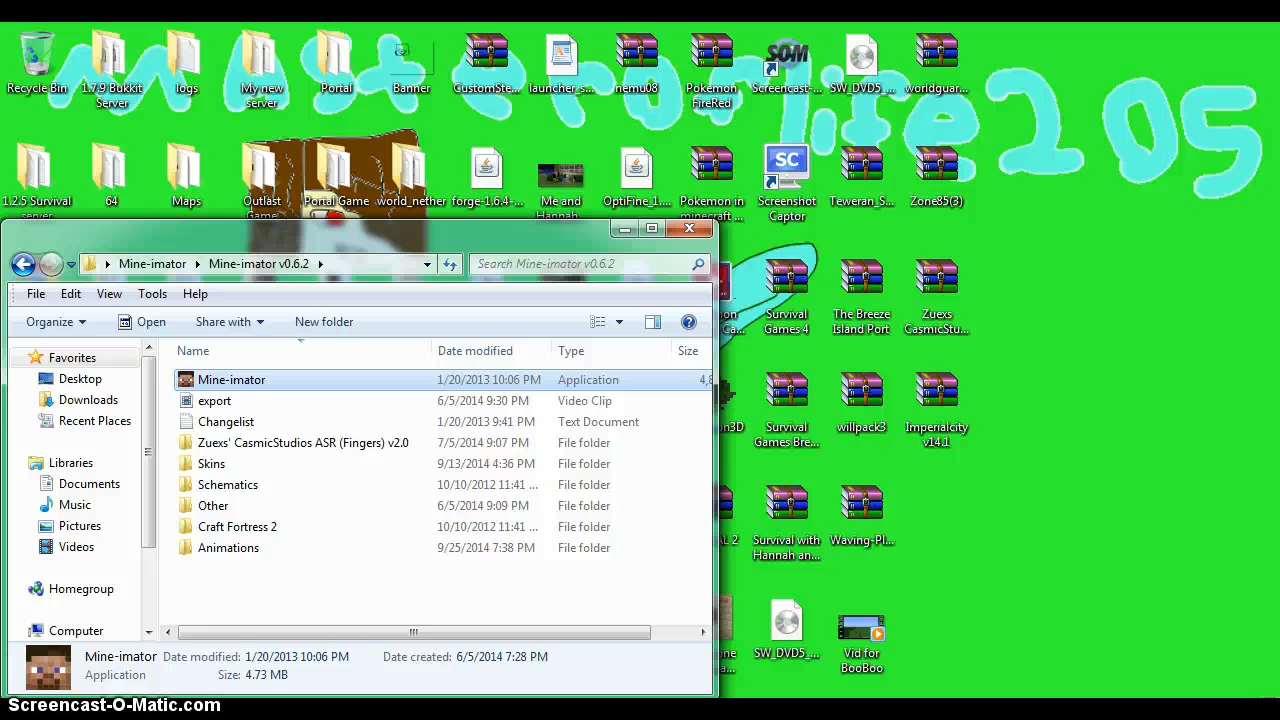 masteronlife205
Recycle Bin
1.7.9 Bukkit Server
logs
My new server
Portal
Banner
CustomSte...
launcher_s...
nemu08
Pokemon FireRed
SOM
Screencast-...
SW_DVD5_...
worldguar...
1.2.5 Survival server
64
Maps
Outlast Game
Portal Game
world_nether
forge-1.6.4-...
Me and Hannah
OptiFine_1....
Pokemon in minecraft ...
SC
Screenshot Captor
Teweran_S...
Zone85(3)
Mine-imator
Mine-imator v0.6.2
Search Mine-imator v0.6.2
File Edit View Tools Help
Organize Open Share with New folder
Name Date modified Type Size
Mine-imator 1/20/2013 10:06 PM Application 4,8
export 6/5/2014 9:30 PM Video Clip
Changelist 1/20/2013 9:41 PM Text Document
Zuexs' CasmicStudios ASR (Fingers) v2.0 7/5/2014 9:07 PM File folder
Skins 9/13/2014 4:36 PM File folder
Schematics 10/10/2012 11:41 ... File folder
Other 6/5/2014 9:09 PM File folder
Craft Fortress 2 10/10/2012 11:41 ... File folder
Animations 9/25/2014 7:38 PM File folder
Favorites
Desktop
Downloads
Recent Places
Libraries
Documents
Music
Pictures
Videos
Homegroup
Computer
Mine-imator Date modified: 1/20/2013 10:06 PM Date created: 6/5/2014 7:28 PM
Application Size: 4.73 MB
Survival Games 4
The Breeze Island Port
Zuexs CasmicStu...
Survival Games Bre...
willpack3
Imperialcity v14.1
Survival with Hannah an...
Waving-Pl...
SW_DVD5_...
Vid for BooBoo
Screencast-O-Matic.com